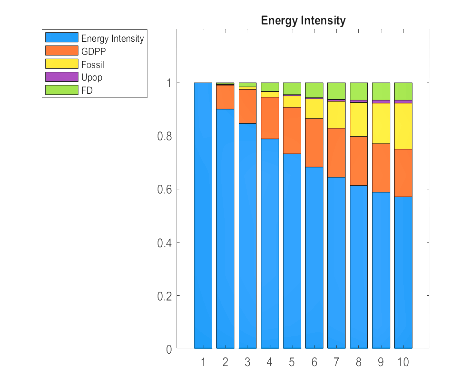 Energy Intensity
Energy Intensity
GDPP
Fossil
Upop
FD
1
0.8
0.6
0.4
0.2
0
1 2 3 4 5 6 7 8 9 10